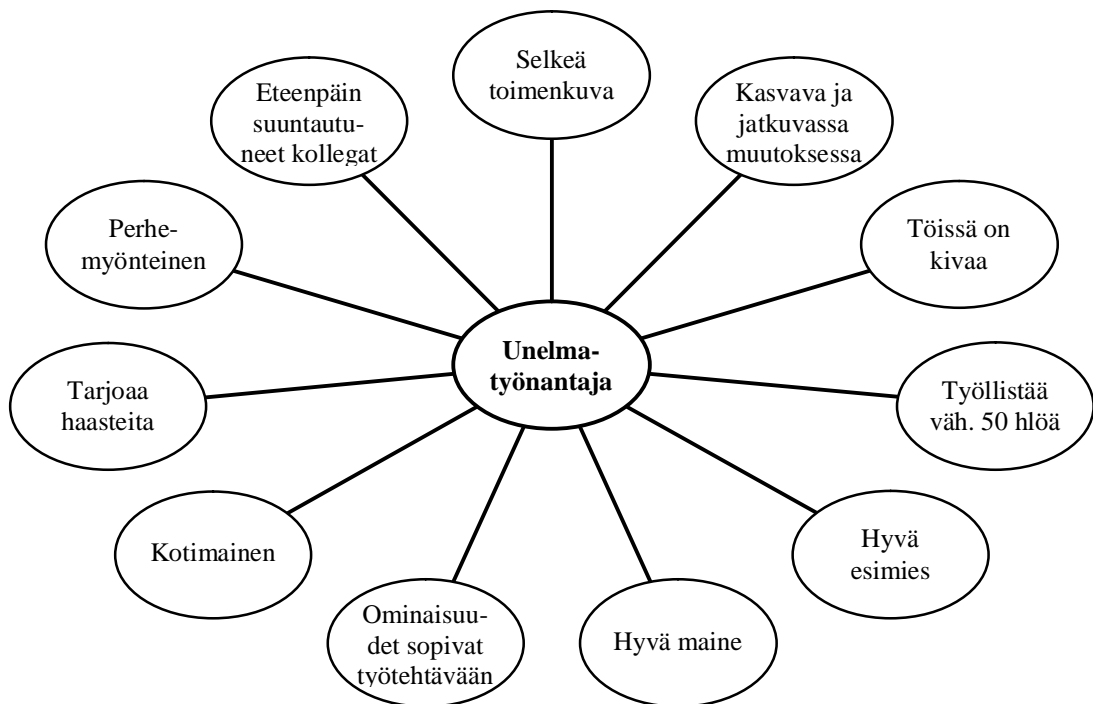 Selkeä
toimenkuva
Eteenpäin
suuntautu-
neet kollegat
Kasvava ja
jatkuvassa
muutoksessa
Perhe-
myönteinen
Töissä on
kivaa
Unelma-
työnantaja
Tarjoaa
haasteita
Työllistää
väh. 50 hlöä
Kotimainen
Hyvä
esimies
Ominaisuu-
det sopivat
työtehtävään
Hyvä maine